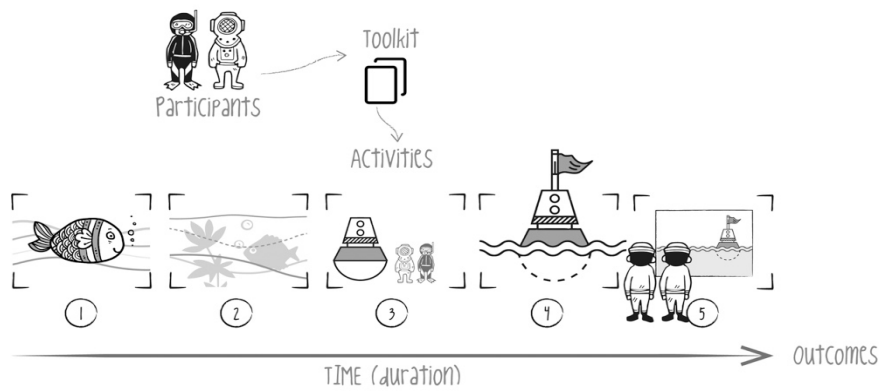 Toolkit
Participants
Activities
1
2
3
4
5
OUTCOMES
TIME (duration)